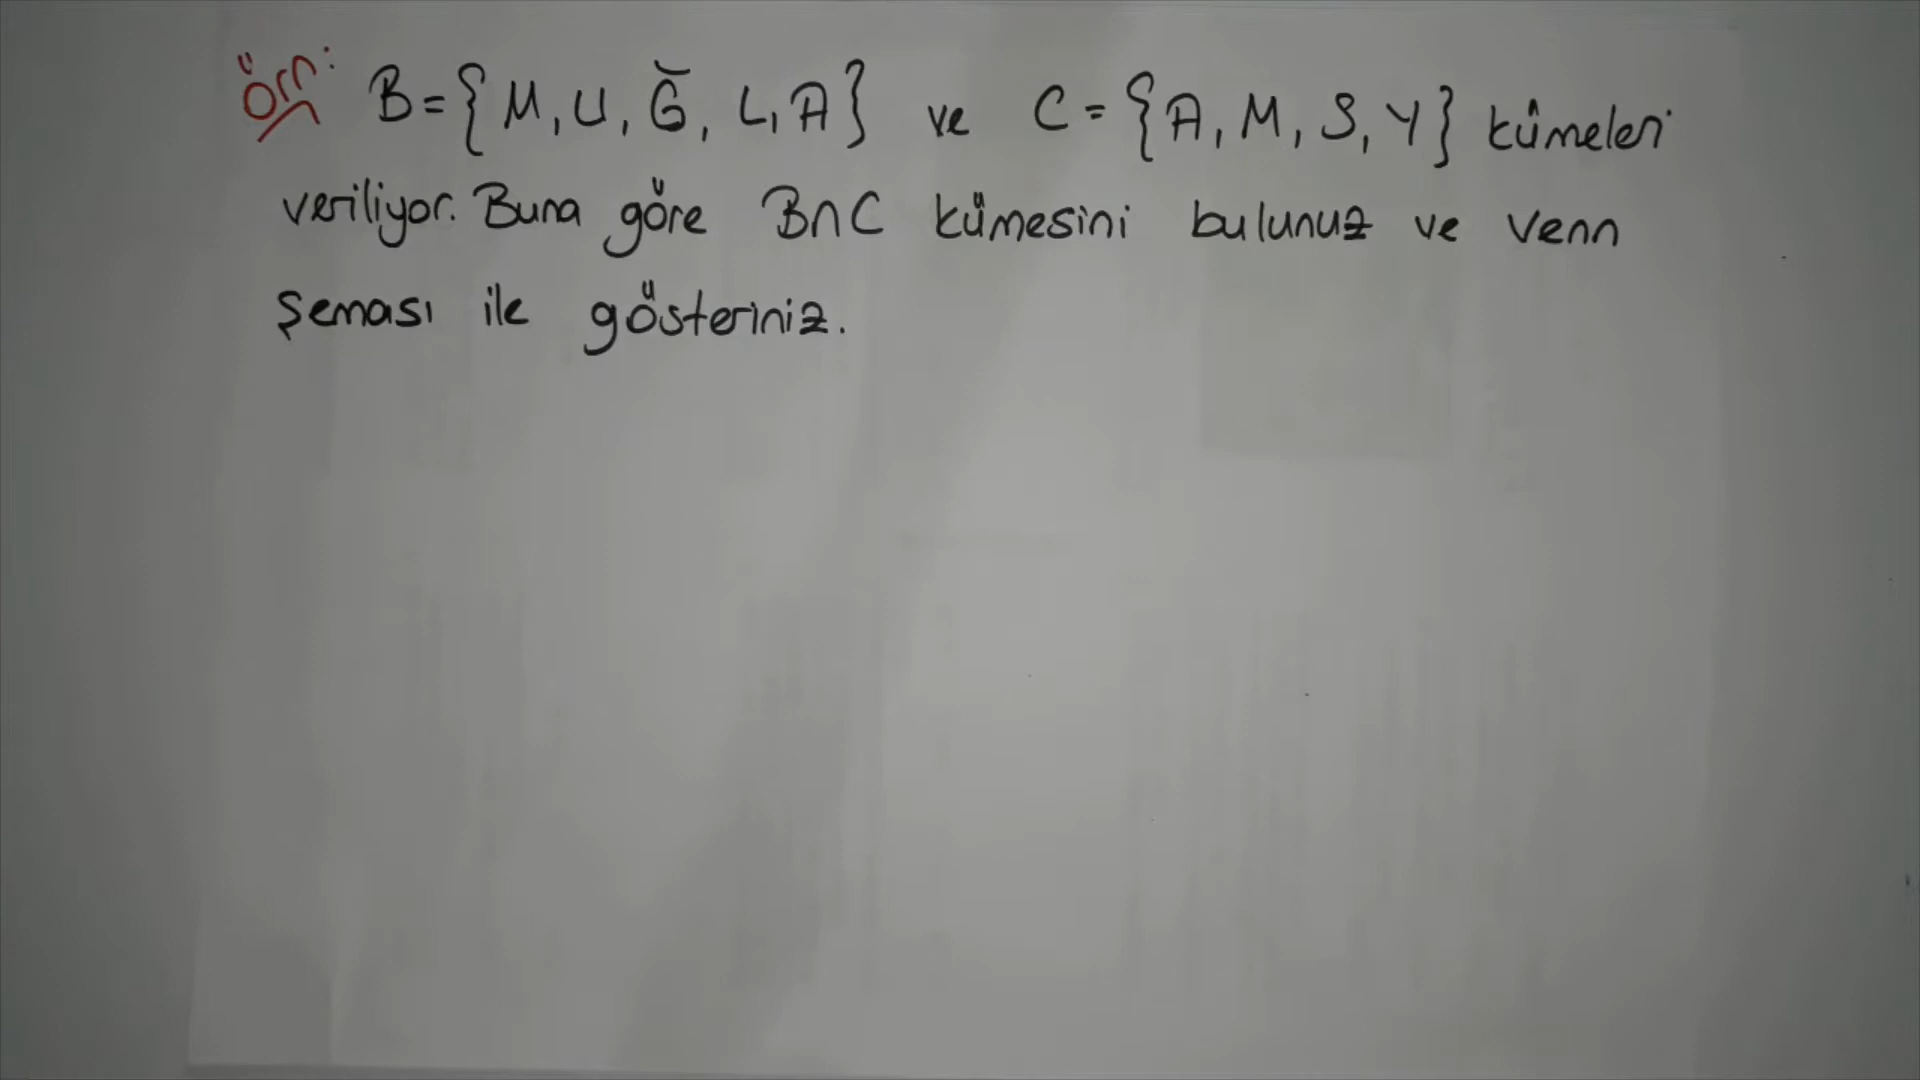 Örn: B={M,U,Ğ,L,A} ve C={A,M,S,Y} kümeleri
veriliyor. Buna göre B∩C kümesini bulunuz ve Venn
Şeması ile gösteriniz.